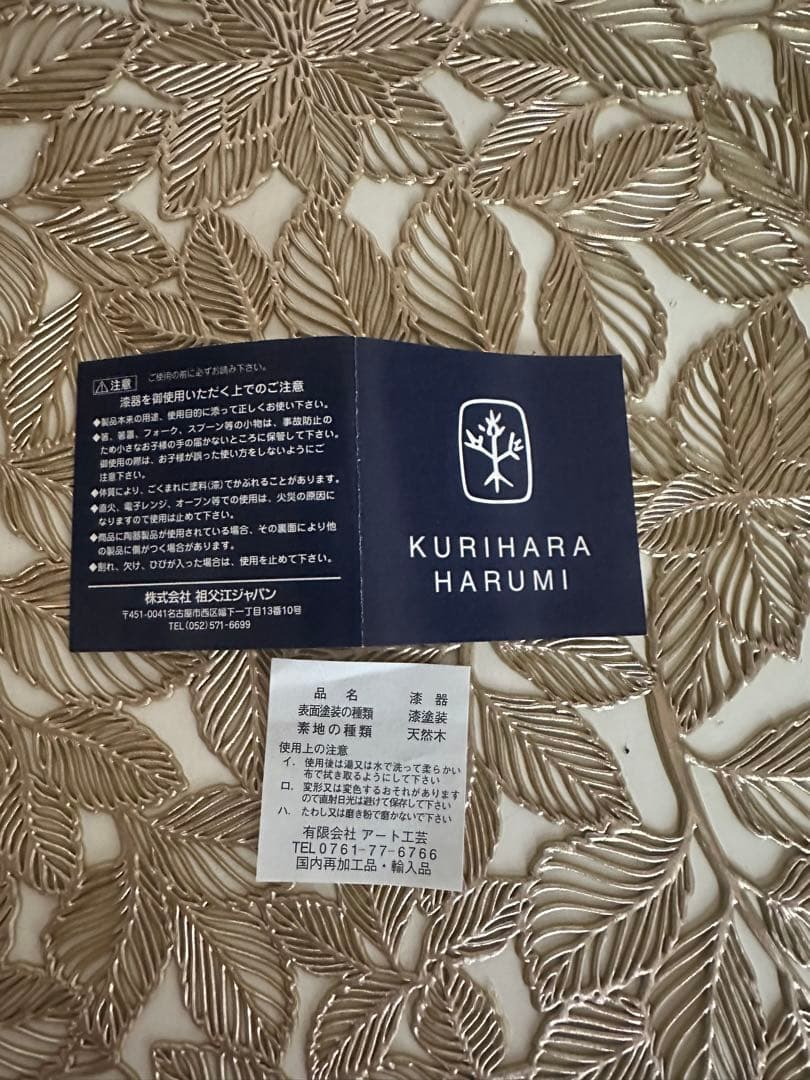 ⚠注意 ご使用の前に必ずお読み下さい。
漆器を御使用いただく上でのご注意
◆製品本来の用途、使用目的に添って正しくお使い下さい。
◆箸、箸置、フォーク、スプーン等の小物は、事故防止の
ため小さなお子様の手の届かないところに保管して下さい。
御使用の際は、お子様が誤った使い方をしないようにご
注意下さい。
◆体質により、ごくまれに塗料(漆)でかぶれることがあります。
◆直火、電子レンジ、オーブン等での使用は、火災の原因に
なりますので使用は止めて下さい。
◆商品に陶器製品が使用されている場合、その裏面により他
の製品に傷がつく場合があります。
◆割れ、欠け、ひびが入った場合は、使用を止めて下さい。
株式会社 祖父江ジャパン
〒451-0041名古屋市西区幅下一丁目13番10号
TEL(052)571-6699
KURIHARA
HARUMI
品名 漆器
表面塗装の種類 漆塗装
素地の種類 天然木
使用上の注意
イ. 使用後は湯又は水で洗って柔らかい
布で拭き取るようにして下さい
ロ. 変形又は変色するおそれがあります
ので直射日光は避けて保存して下さい
ハ. たわし又は磨き粉で磨かないで下さい
有限会社 アート工芸
TEL0761-77-6766
国内再加工品・輸入品